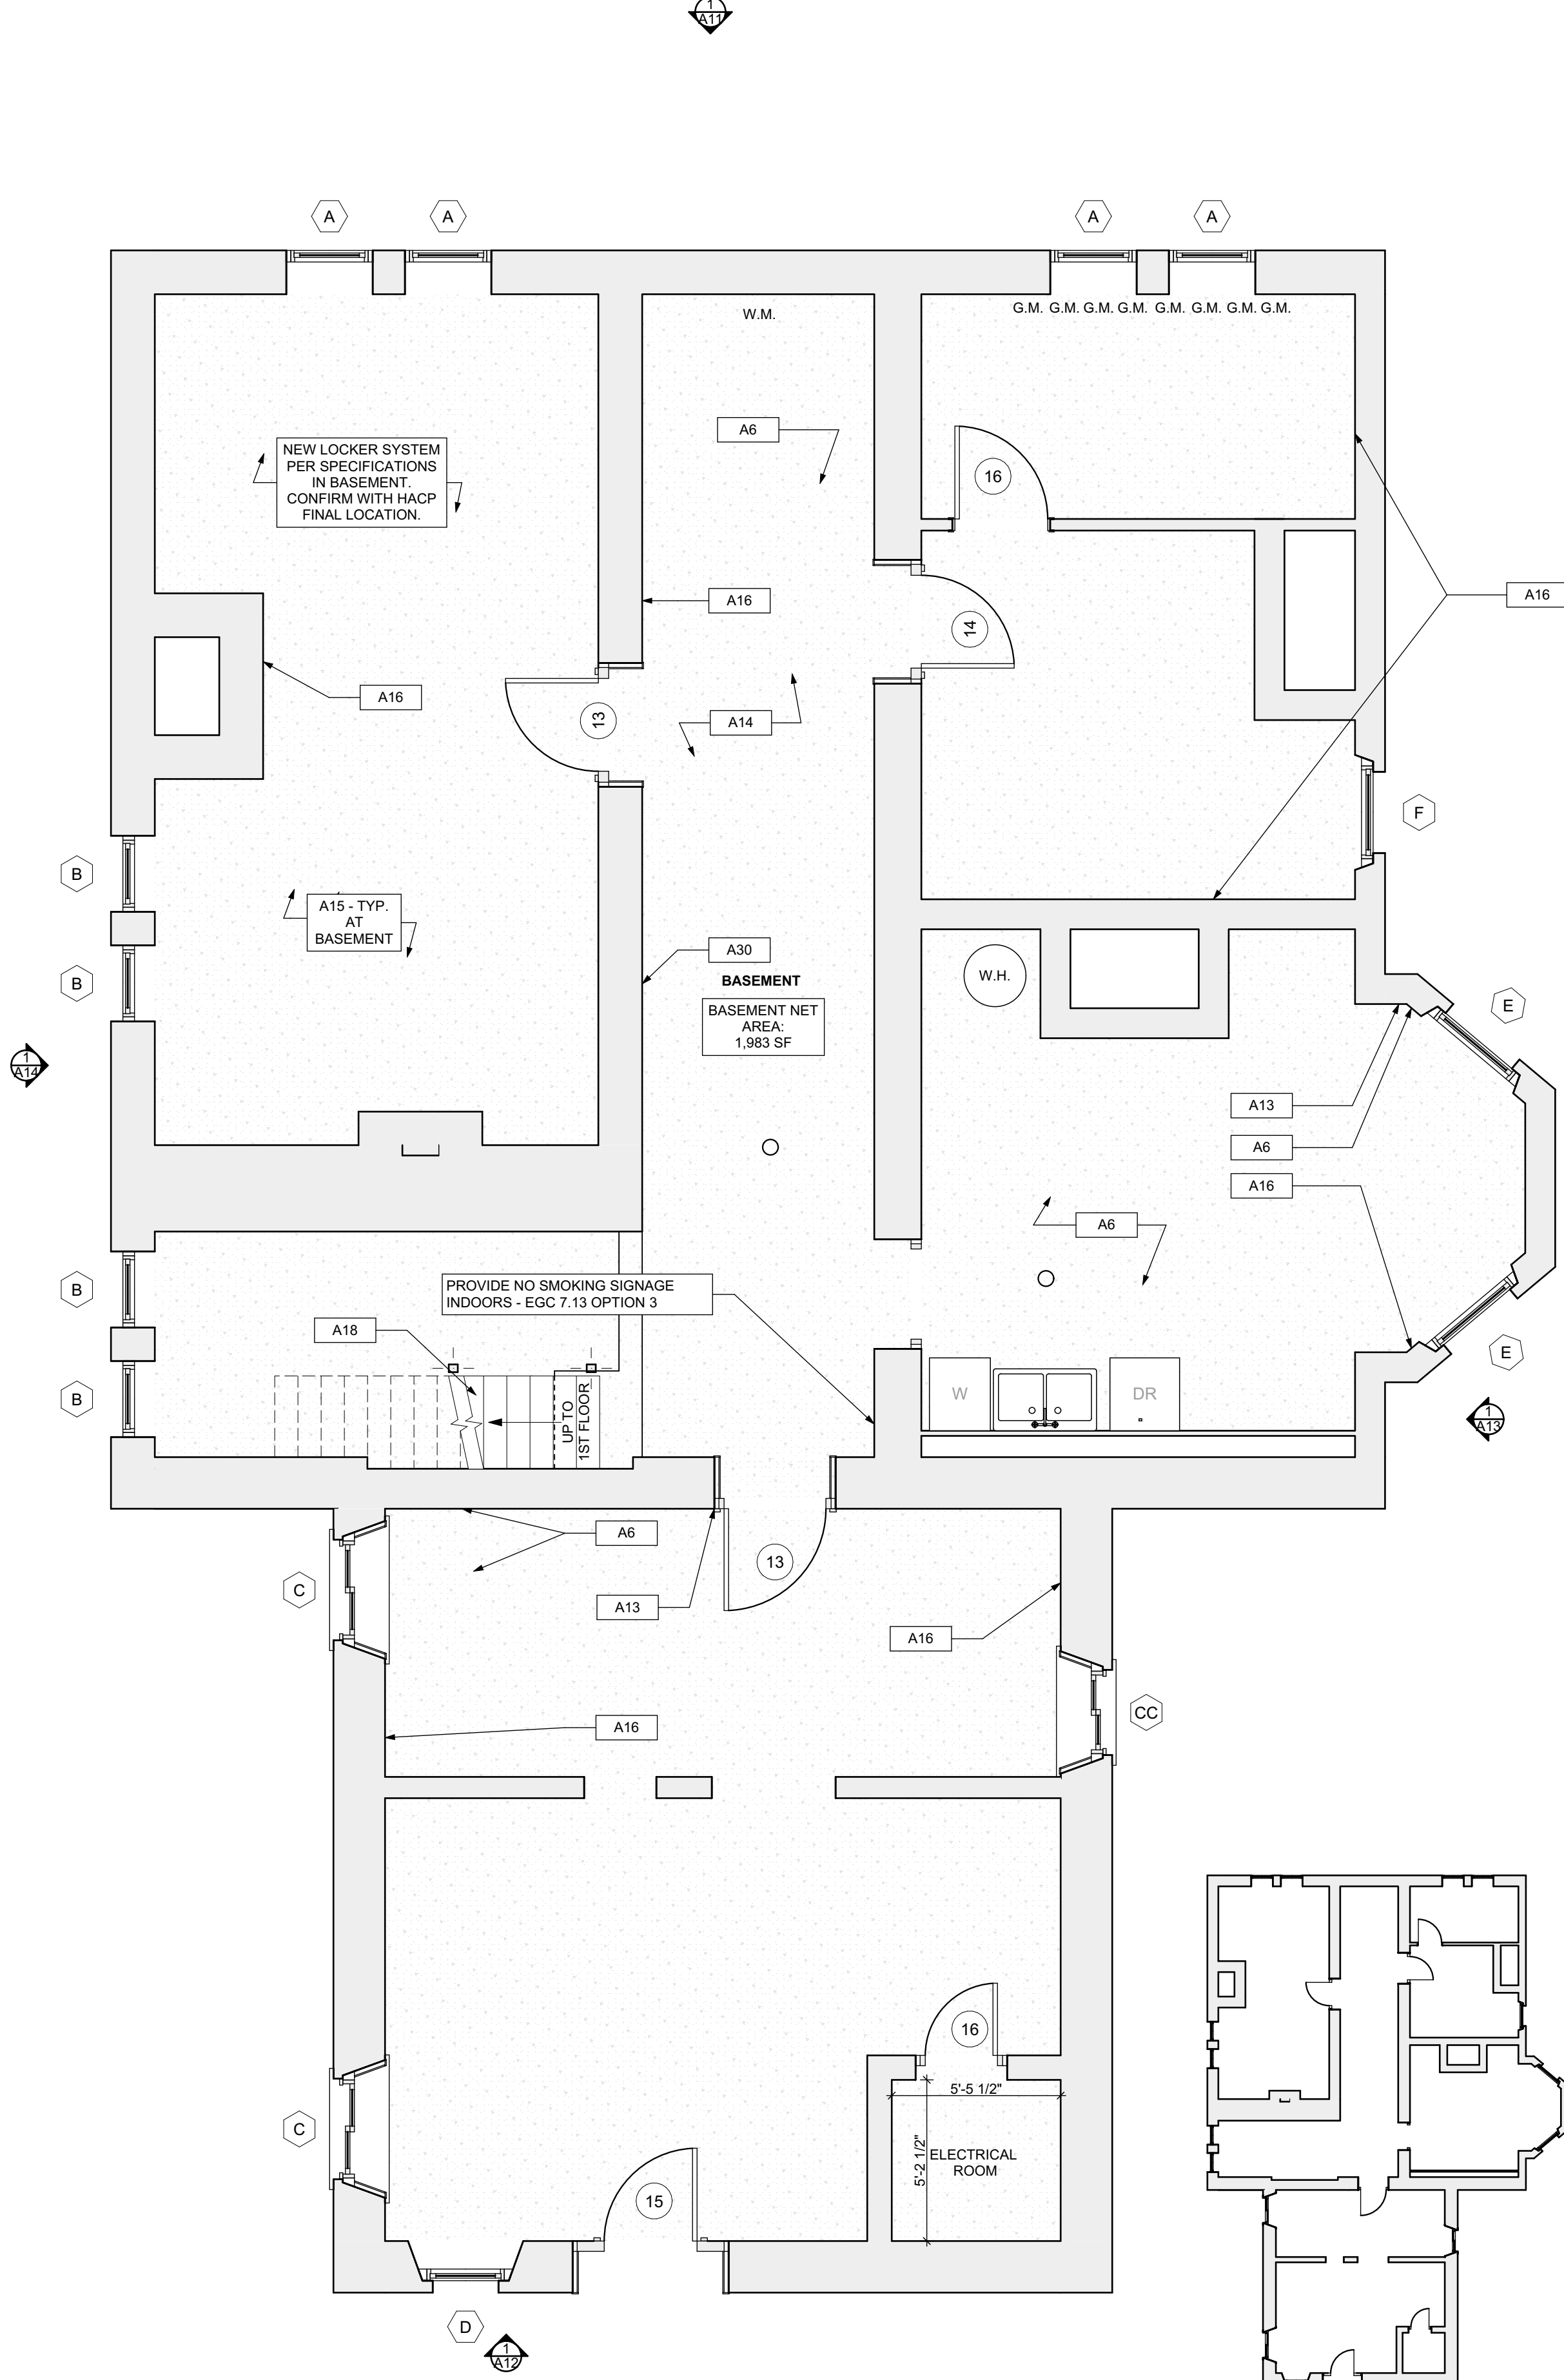 1
A11
A
A
A
A
W.M.
G.M. G.M. G.M. G.M. G.M. G.M. G.M. G.M.
A6
NEW LOCKER SYSTEM
PER SPECIFICATIONS
IN BASEMENT.
CONFIRM WITH HACP
FINAL LOCATION.
16
A16
A16
14
A16
13
A14
F
B
A15 - TYP.
AT
BASEMENT
A30
BASEMENT
W.H.
B
BASEMENT NET
AREA:
1,983 SF
E
1
A14
A13
A6
A16
A6
B
PROVIDE NO SMOKING SIGNAGE
INDOORS - EGC 7.13 OPTION 3
A18
E
B
UP TO
1ST FLOOR
W
DR
1
A13
A6
13
C
A13
A16
CC
A16
16
5'-5 1/2"
C
5'-2 1/2"
ELECTRICAL
ROOM
15
D
1
A12